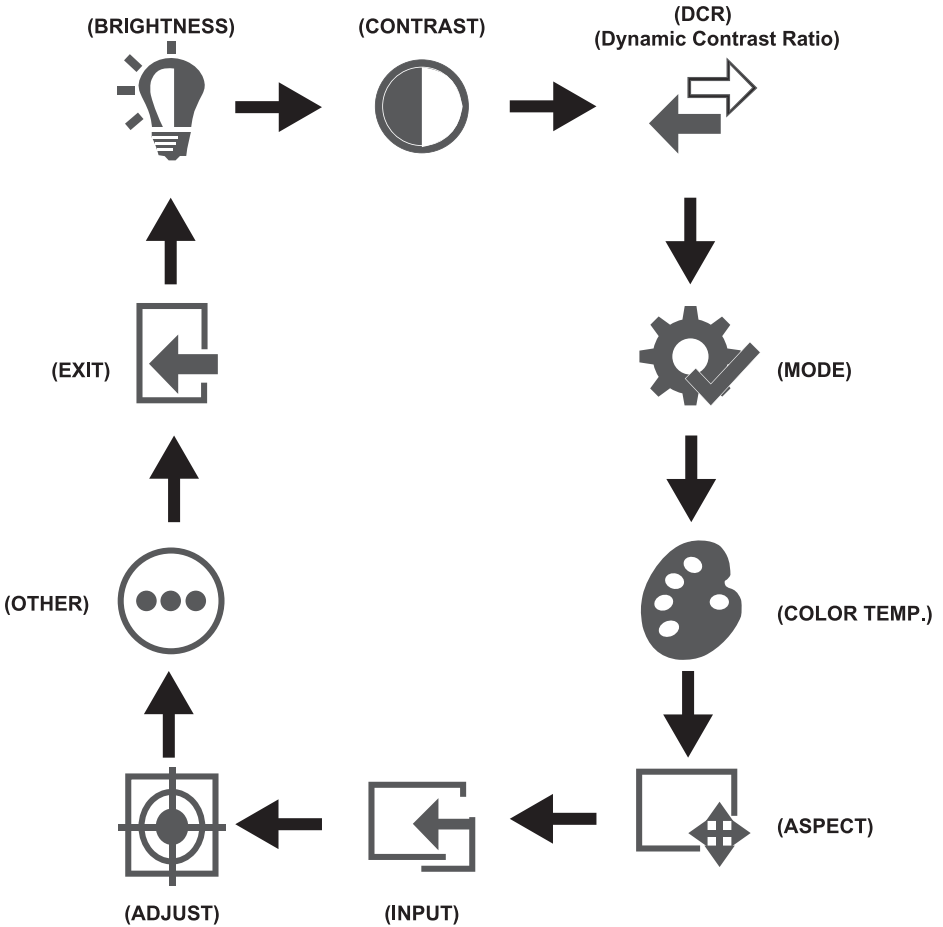 (BRIGHTNESS)
(CONTRAST)
(DCR)
(Dynamic Contrast Ratio)
(EXIT)
(MODE)
(OTHER)
(COLOR TEMP.)
(ASPECT)
(ADJUST)
(INPUT)